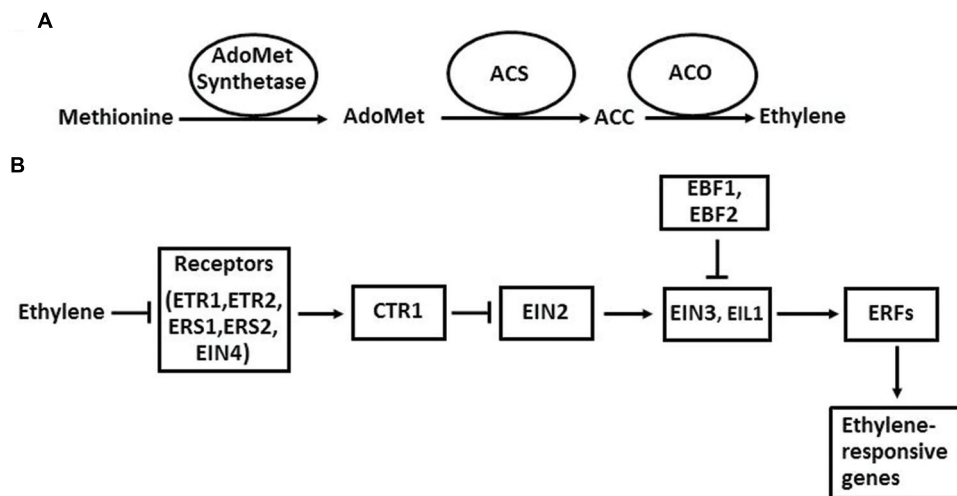 A
AdoMet
Synthetase
ACS
ACO
Methionine
AdoMet
ACC
Ethylene
B
EBF1,
EBF2
Receptors
(ETR1,ETR2,
ERS1,ERS2,
EIN4)
Ethylene
CTR1
EIN2
EIN3, EIL1
ERFs
Ethylene-
responsive
genes